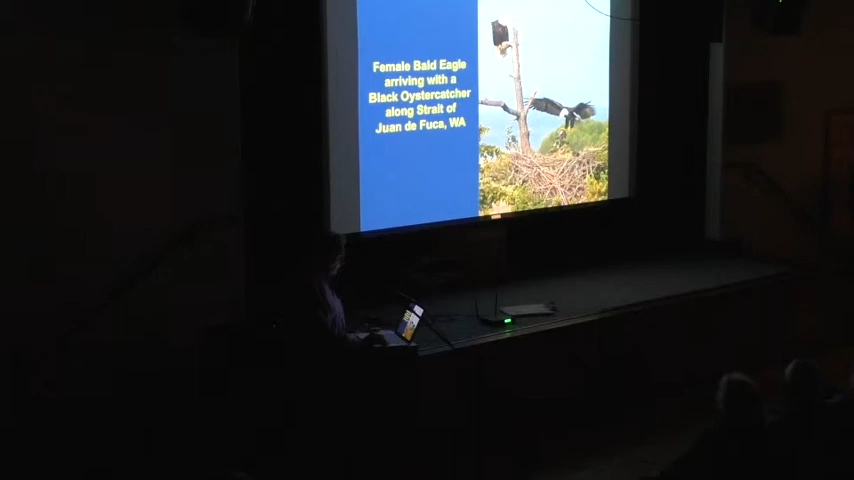 Female Bald Eagle
arriving with a
Black Oystercatcher
along Strait of
Juan de Fuca, WA